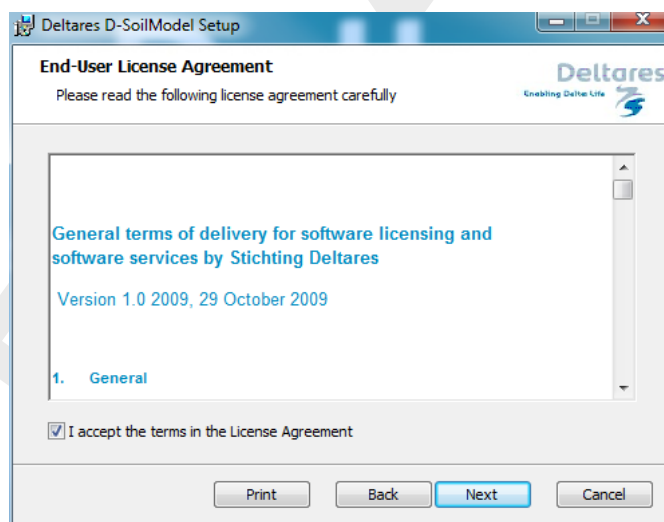 Deltares D-SoilModel Setup
End-User License Agreement
Please read the following license agreement carefully
Deltares
Enabling Delta Life
General terms of delivery for software licensing and
software services by Stichting Deltares
Version 1.0 2009, 29 October 2009
1. General
I accept the terms in the License Agreement
Print Back Next Cancel